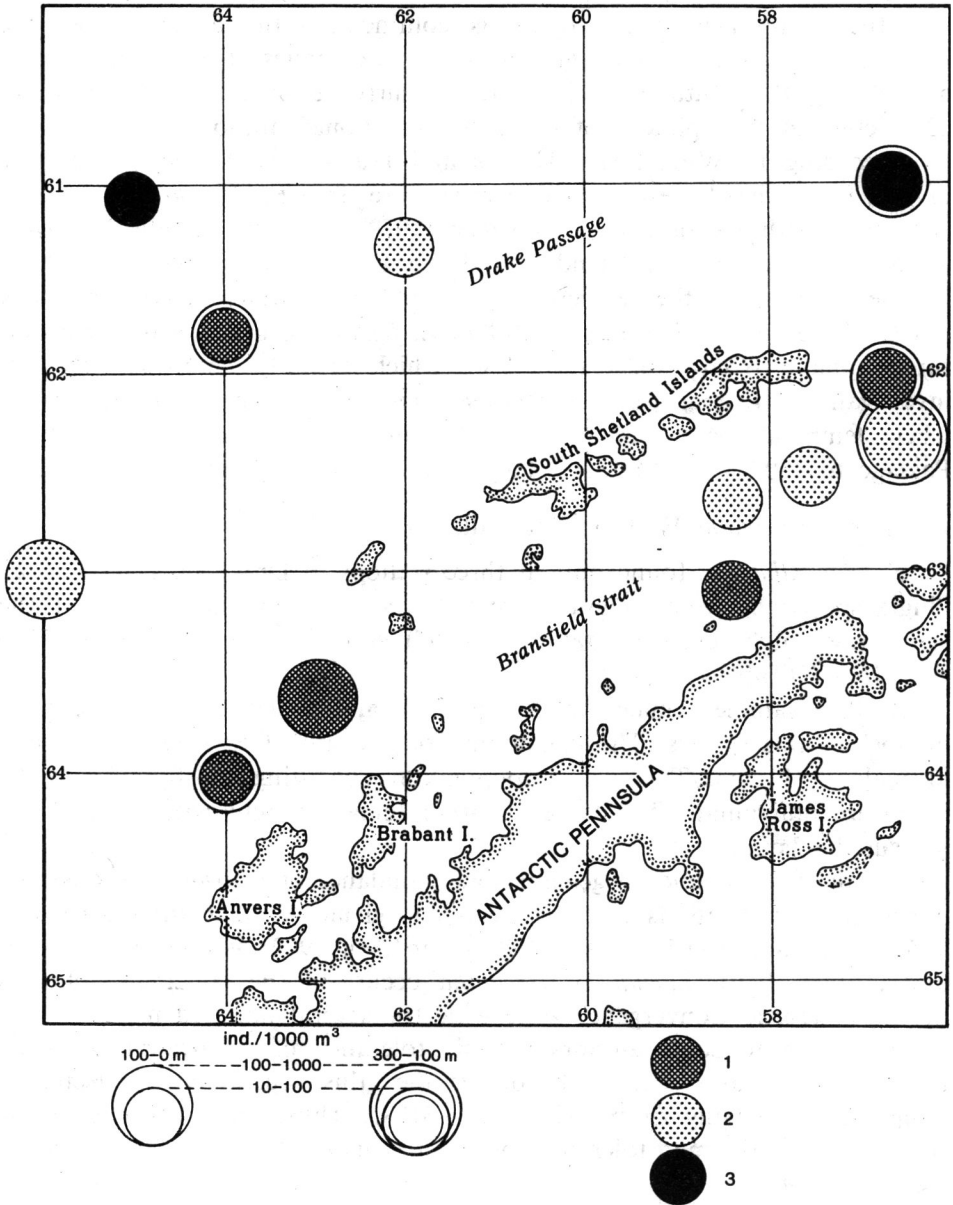 64 62 60 58
61
Drake Passage
62 62
South Shetland Islands
63
Bransfield Strait
64 64
James
Ross I.
Brabant I.
ANTARCTIC PENINSULA
Anvers I.
65 65
64 62 60 58
ind./1000 m³
100–0 m 100–1000 300–100 m
10–100
1
2
3